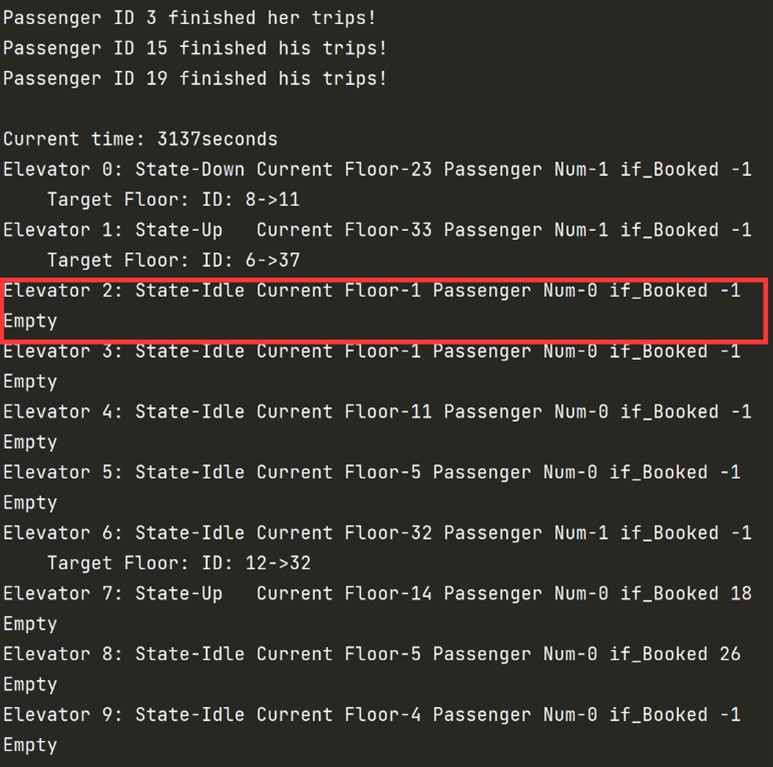 Passenger ID 3 finished her trips!
Passenger ID 15 finished his trips!
Passenger ID 19 finished his trips!
Current time: 3137seconds
Elevator 0: State-Down Current Floor-23 Passenger Num-1 if_Booked -1
Target Floor: ID: 8->11
Elevator 1: State-Up   Current Floor-33 Passenger Num-1 if_Booked -1
Target Floor: ID: 6->37
Elevator 2: State-Idle Current Floor-1 Passenger Num-0 if_Booked -1
Empty
Elevator 3: State-Idle Current Floor-1 Passenger Num-0 if_Booked -1
Empty
Elevator 4: State-Idle Current Floor-11 Passenger Num-0 if_Booked -1
Empty
Elevator 5: State-Idle Current Floor-5 Passenger Num-0 if_Booked -1
Empty
Elevator 6: State-Idle Current Floor-32 Passenger Num-1 if_Booked -1
Target Floor: ID: 12->32
Elevator 7: State-Up   Current Floor-14 Passenger Num-0 if_Booked 18
Empty
Elevator 8: State-Idle Current Floor-5 Passenger Num-0 if_Booked 26
Empty
Elevator 9: State-Idle Current Floor-4 Passenger Num-0 if_Booked -1
Empty